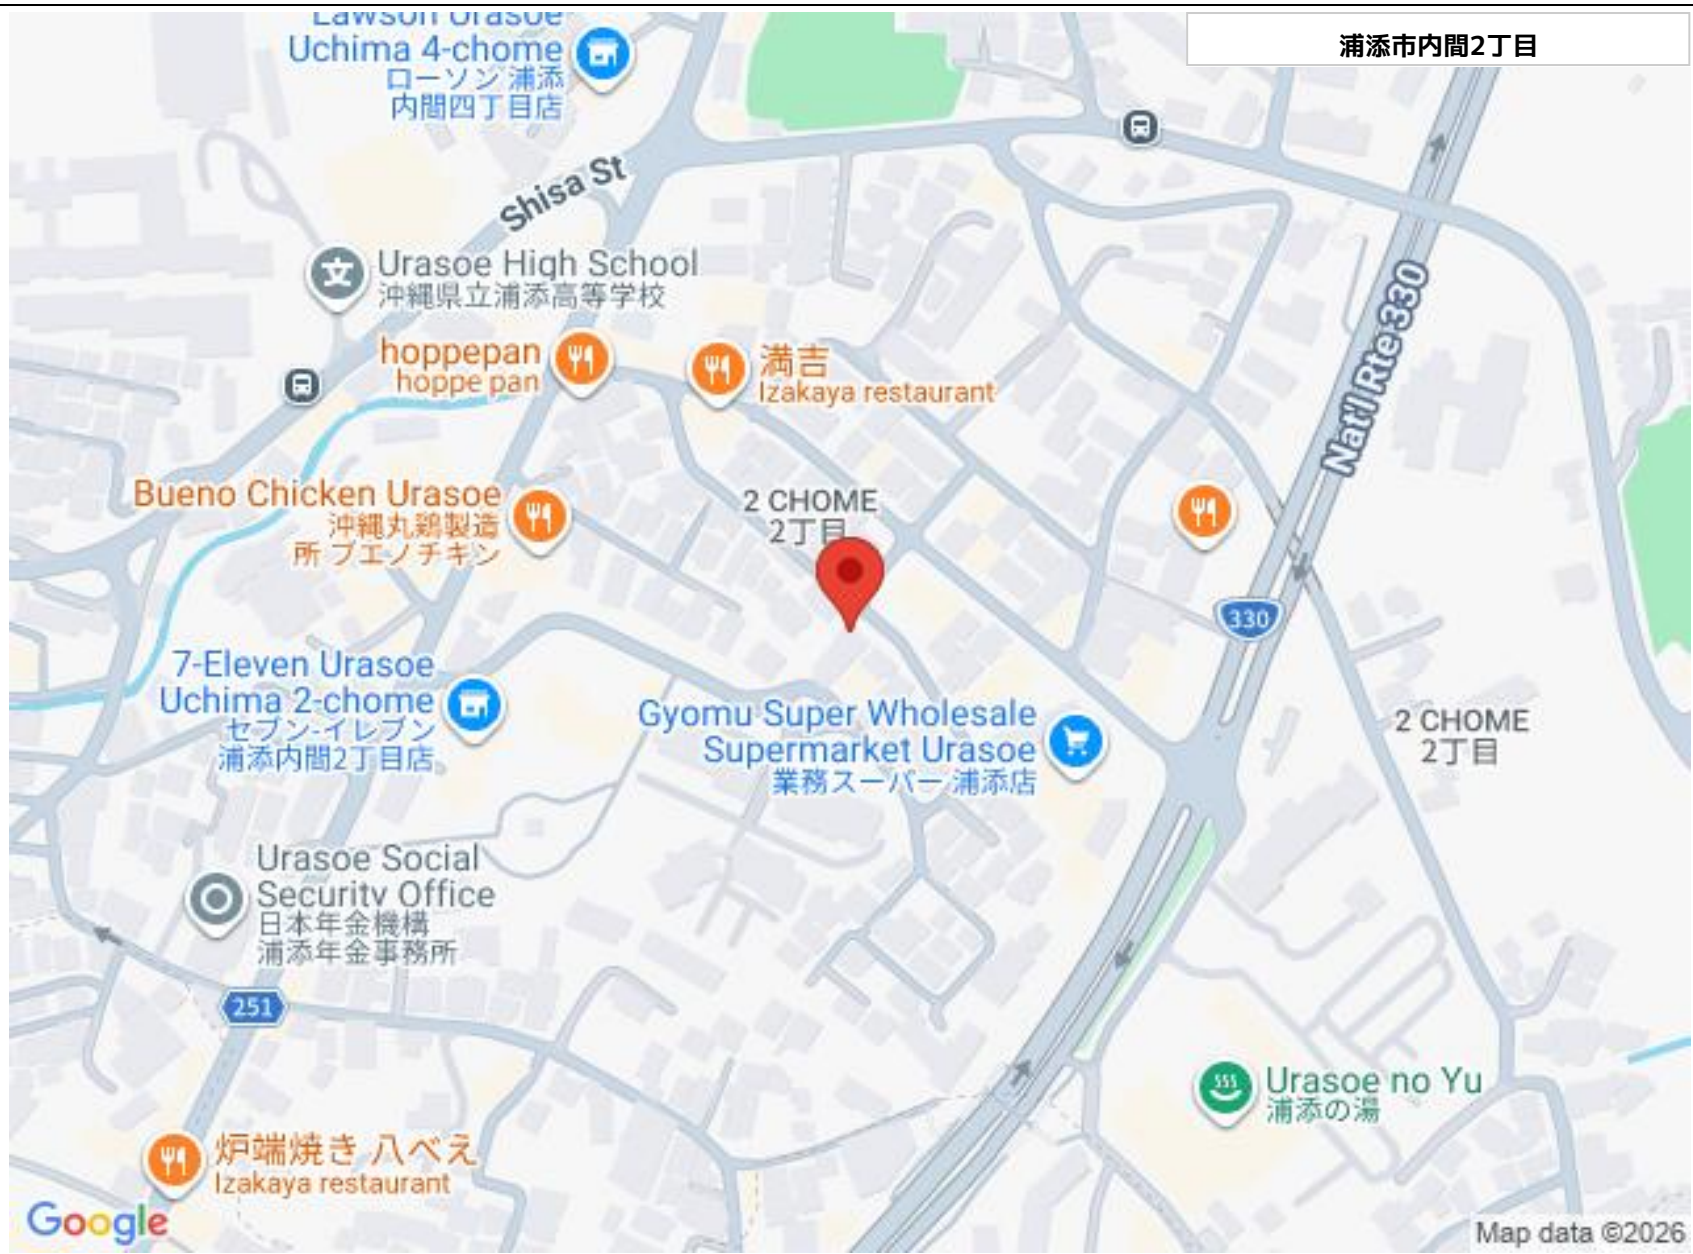 浦添市内間2丁目
Lawson Urasoe
Uchima 4-chome
ローソン 浦添
内間四丁目店
Shisa St
Urasoe High School
沖縄県立浦添高等学校
hoppepan
hoppe pan
満吉
Izakaya restaurant
Nat'l Rte 330
Bueno Chicken Urasoe
沖縄丸鶏製造
所 ブエノチキン
2 CHOME
2丁目
330
7-Eleven Urasoe
Uchima 2-chome
セブン-イレブン
浦添内間2丁目店
Gyomu Super Wholesale
Supermarket Urasoe
業務スーパー 浦添店
2 CHOME
2丁目
Urasoe Social
Security Office
日本年金機構
浦添年金事務所
251
Urasoe no Yu
浦添の湯
炉端焼き 八べえ
Izakaya restaurant
Google
Map data ©2026